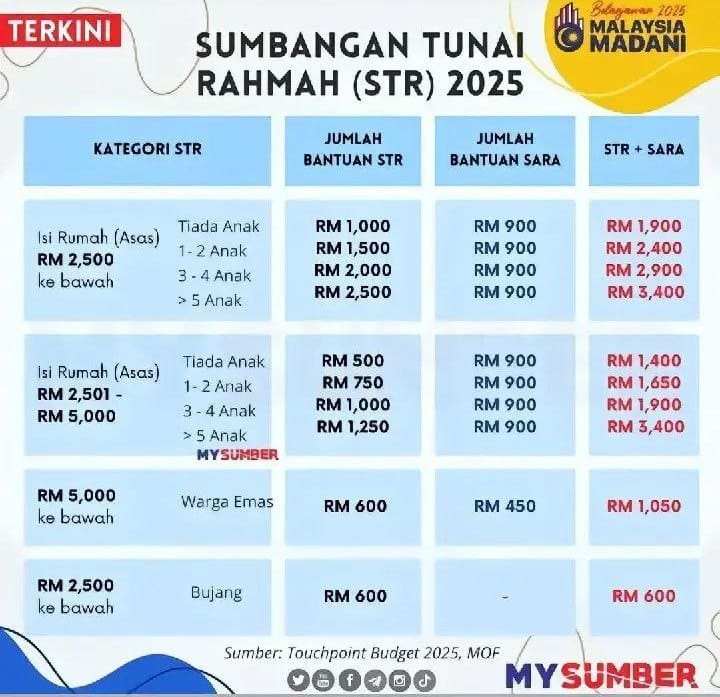 TERKINI
SUMBANGAN TUNAI
RAHMAH (STR) 2025
Belanjawan 2025
MALAYSIA
MADANI
KATEGORI STR
JUMLAH
BANTUAN STR
JUMLAH
BANTUAN SARA
STR + SARA
Isi Rumah (Asas)
RM 2,500
ke bawah
Tiada Anak
1- 2 Anak
3 - 4 Anak
> 5 Anak
RM 1,000
RM 1,500
RM 2,000
RM 2,500
RM 900
RM 900
RM 900
RM 900
RM 1,900
RM 2,400
RM 2,900
RM 3,400
Isi Rumah (Asas)
RM 2,501 -
RM 5,000
Tiada Anak
1- 2 Anak
3 - 4 Anak
> 5 Anak
MYSUMBER
RM 500
RM 750
RM 1,000
RM 1,250
RM 900
RM 900
RM 900
RM 900
RM 1,400
RM 1,650
RM 1,900
RM 3,400
RM 5,000
ke bawah
Warga Emas
RM 600
RM 450
RM 1,050
RM 2,500
ke bawah
Bujang
RM 600
-
RM 600
Sumber: Touchpoint Budget 2025, MOF
MYSUMBER